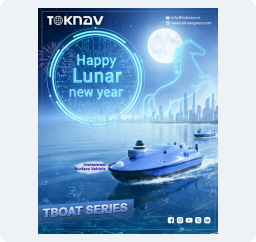 TOKNAV
Happy
Lunar
new year
Unmanned
Surface Vehicle
TBOAT SERIES